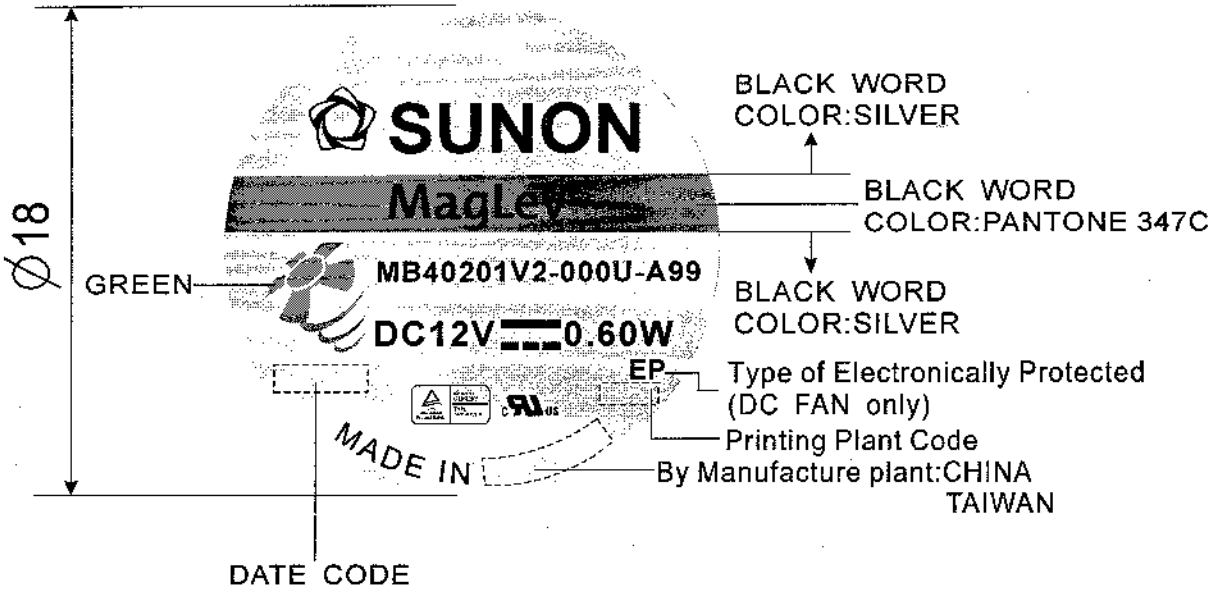 SUNON
MagLev
MB40201V2-000U-A99
DC12V 0.60W
EP
C RU US
MADE IN
Ø18
GREEN
DATE CODE
BLACK WORD
COLOR:SILVER
BLACK WORD
COLOR:PANTONE 347C
BLACK WORD
COLOR:SILVER
Type of Electronically Protected
(DC FAN only)
Printing Plant Code
By Manufacture plant:CHINA
TAIWAN